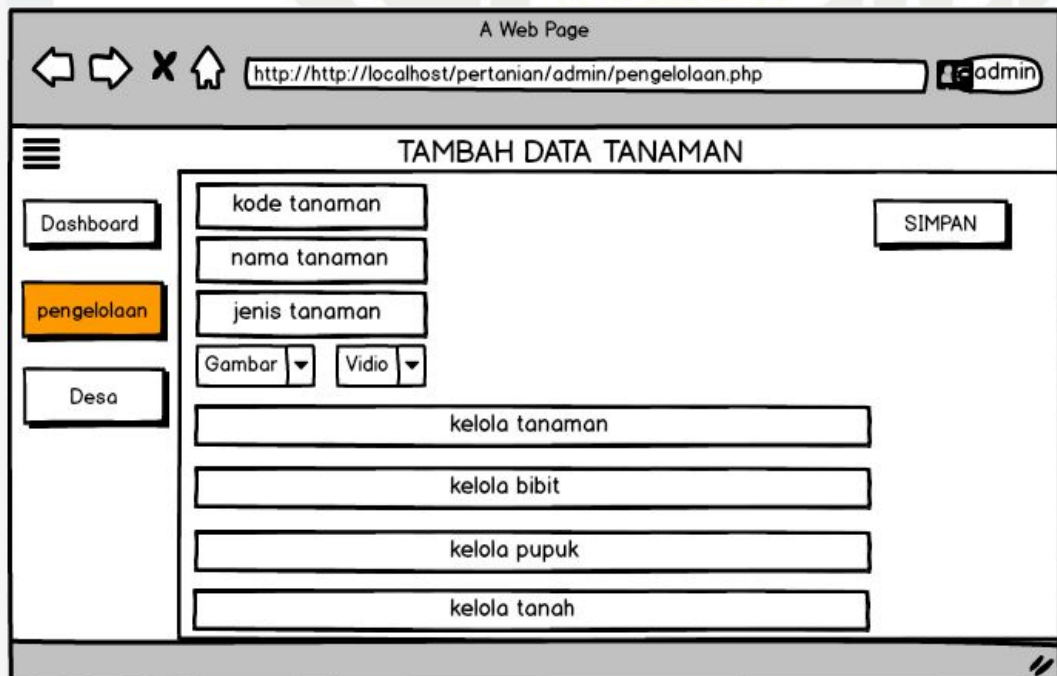 A Web Page
http://http://localhost/pertanian/admin/pengelolaan.php
admin
TAMBAH DATA TANAMAN
Dashboard
pengelolaan
Desa
kode tanaman
SIMPAN
nama tanaman
jenis tanaman
Gambar
Vidio
kelola tanaman
kelola bibit
kelola pupuk
kelola tanah